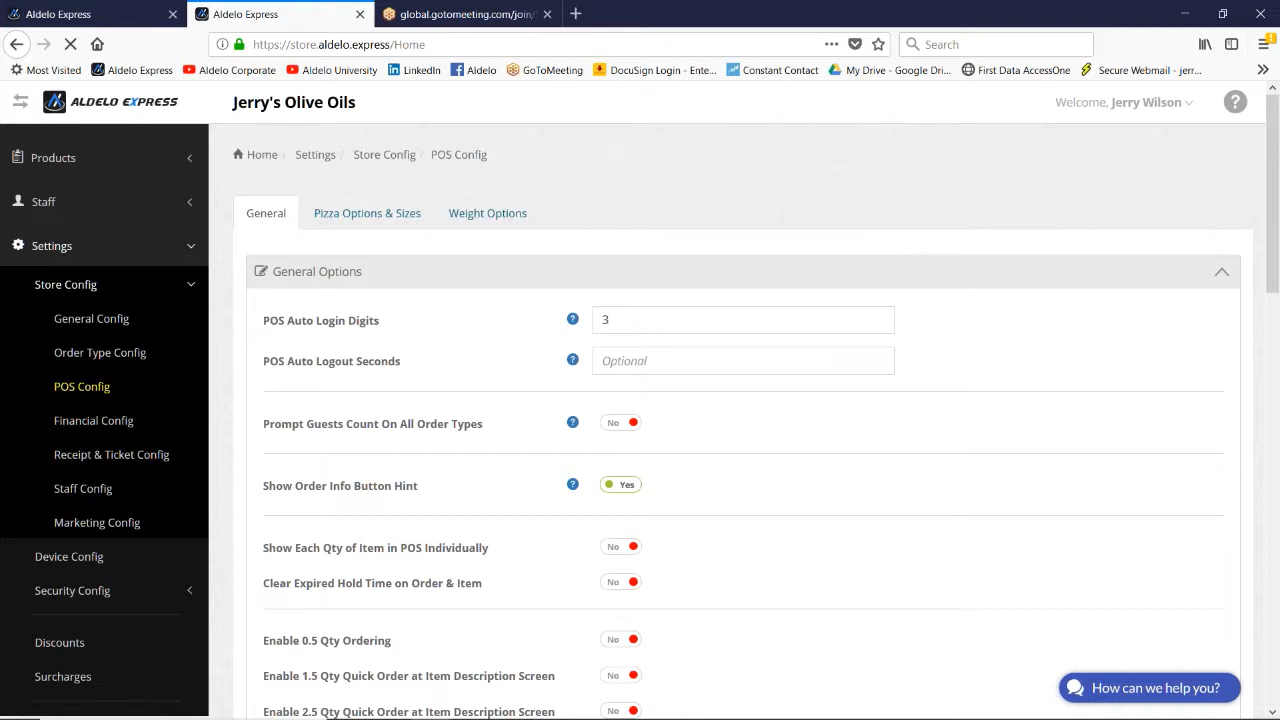 Aldelo Express
Aldelo Express
global.gotomeeting.com/join/
https://store.aldelo.express/Home
Search
Most Visited
Aldelo Express
Aldelo Corporate
Aldelo University
LinkedIn
Aldelo
GoToMeeting
DocuSign Login - Ente...
Constant Contact
My Drive - Google Dri...
First Data AccessOne
Secure Webmail - jerr...
ALDELO EXPRESS
Jerry's Olive Oils
Welcome, Jerry Wilson
Products
Staff
Settings
Store Config
General Config
Order Type Config
POS Config
Financial Config
Receipt & Ticket Config
Staff Config
Marketing Config
Device Config
Security Config
Discounts
Surcharges
Home / Settings / Store Config / POS Config
General
Pizza Options & Sizes
Weight Options
General Options
POS Auto Login Digits ? 3
POS Auto Logout Seconds ? Optional
Prompt Guests Count On All Order Types ? No
Show Order Info Button Hint ? Yes
Show Each Qty of Item in POS Individually No
Clear Expired Hold Time on Order & Item No
Enable 0.5 Qty Ordering No
Enable 1.5 Qty Quick Order at Item Description Screen No
Enable 2.5 Qty Quick Order at Item Description Screen No
How can we help you?